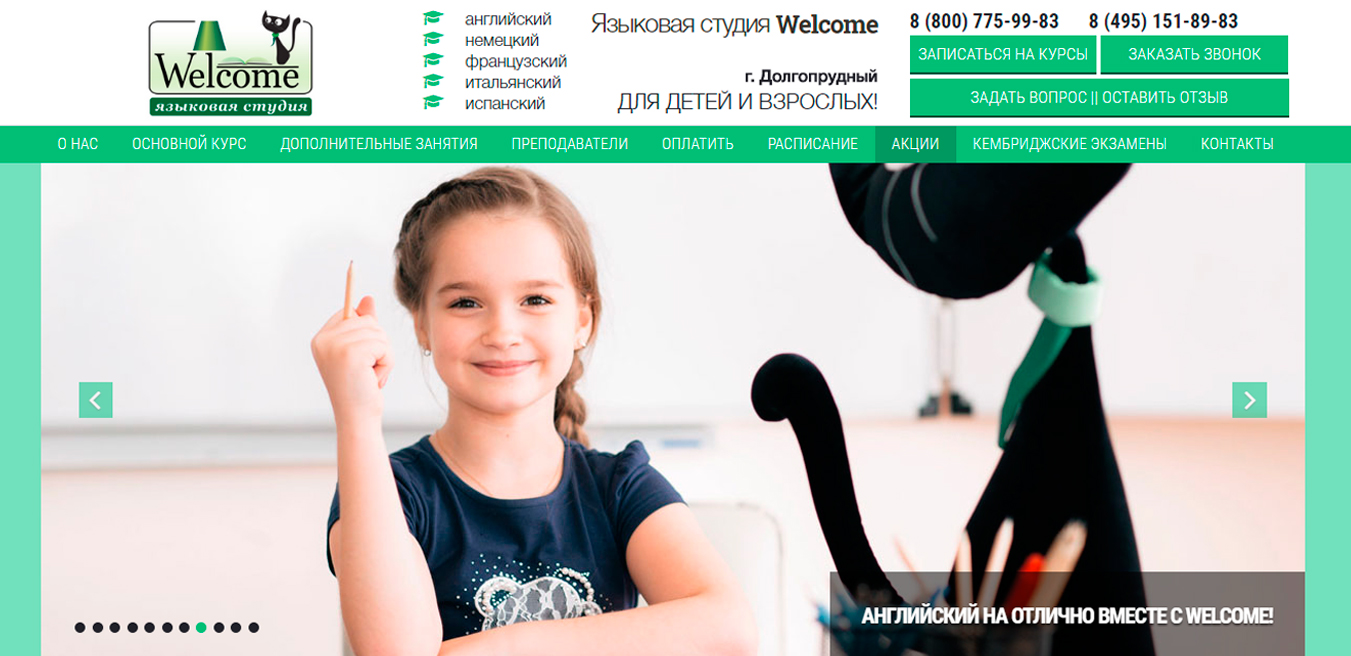 Welcome
языковая студия
английский
немецкий
французский
итальянский
испанский
Языковая студия Welcome
г. Долгопрудный
ДЛЯ ДЕТЕЙ И ВЗРОСЛЫХ!
8 (800) 775-99-83 8 (495) 151-89-83
ЗАПИСАТЬСЯ НА КУРСЫ ЗАКАЗАТЬ ЗВОНОК
ЗАДАТЬ ВОПРОС || ОСТАВИТЬ ОТЗЫВ
О НАС ОСНОВНОЙ КУРС ДОПОЛНИТЕЛЬНЫЕ ЗАНЯТИЯ ПРЕПОДАВАТЕЛИ ОПЛАТИТЬ РАСПИСАНИЕ АКЦИИ КЕМБРИДЖСКИЕ ЭКЗАМЕНЫ КОНТАКТЫ
АНГЛИЙСКИЙ НА ОТЛИЧНО ВМЕСТЕ С WELCOME!